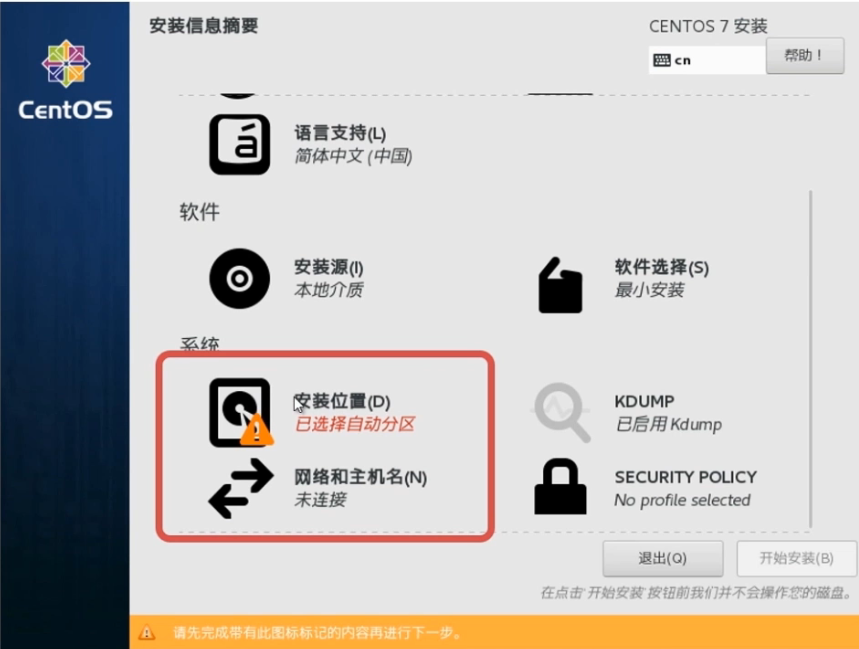 安装信息摘要
CENTOS 7 安装
cn
帮助！
CentOS
á
语言支持(L)
简体中文 (中国)
软件
安装源(I)
本地介质
软件选择(S)
最小安装
系统
安装位置(D)
已选择自动分区
KDUMP
已启用 Kdump
网络和主机名(N)
未连接
SECURITY POLICY
No profile selected
退出(Q)
开始安装(B)
在点击'开始安装'按钮前我们并不会操作您的磁盘。
请先完成带有此图标标记的内容再进行下一步。